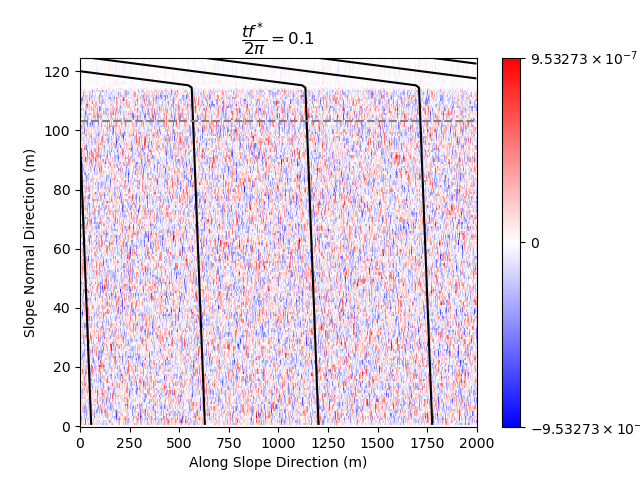 tf*
2π = 0.1
9.53273 × 10⁻⁷
120
100
80
60
40
20
0
Slope Normal Direction (m)
0
0 250 500 750 1000 1250 1500 1750 2000
Along Slope Direction (m)
−9.53273 × 10⁻